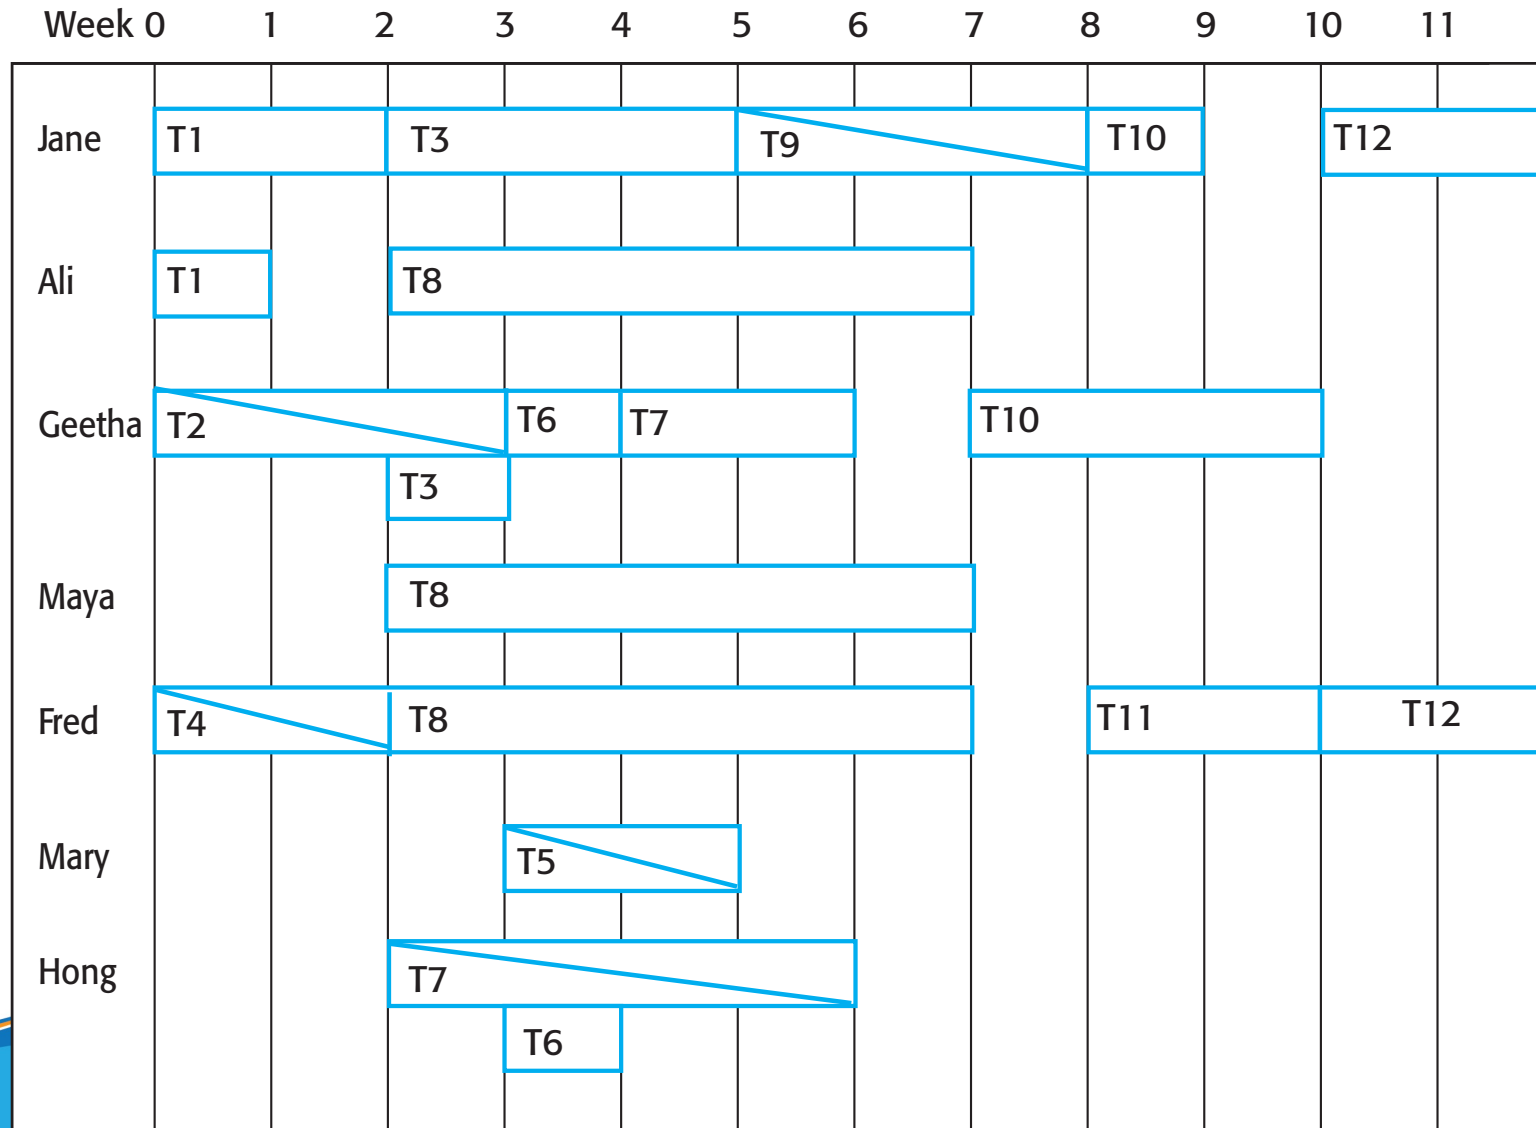 Week 0 1 2 3 4 5 6 7 8 9 10 11
Jane T1 T3 T9 T10 T12
Ali T1 T8
Geetha T2 T6 T7 T10
T3
Maya T8
Fred T4 T8 T11 T12
Mary T5
Hong T7
T6